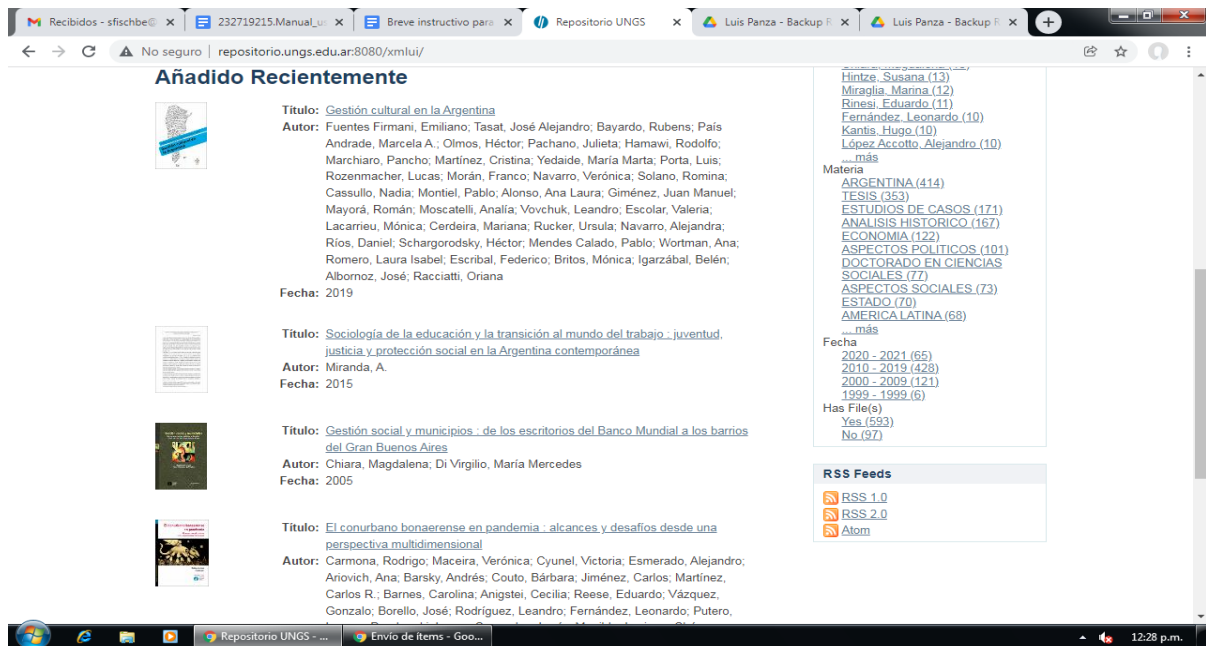 Recibidos - sfischbe@
232719215.Manual_us
Breve instructivo para
Repositorio UNGS
Luis Panza - Backup R
Luis Panza - Backup R
No seguro | repositorio.ungs.edu.ar:8080/xmlui/
Añadido Recientemente
Título: Gestión cultural en la Argentina
Autor: Fuentes Firmani, Emiliano; Tasat, José Alejandro; Bayardo, Rubens; País
Andrade, Marcela A.; Olmos, Héctor; Pachano, Julieta; Hamawi, Rodolfo;
Marchiaro, Pancho; Martínez, Cristina; Yedaide, María Marta; Porta, Luis;
Rozenmacher, Lucas; Morán, Franco; Navarro, Verónica; Solano, Romina;
Cassullo, Nadia; Montiel, Pablo; Alonso, Ana Laura; Giménez, Juan Manuel;
Mayorá, Román; Moscatelli, Analía; Vovchuk, Leandro; Escolar, Valeria;
Lacarrieu, Mónica; Cerdeira, Mariana; Rucker, Ursula; Navarro, Alejandra;
Ríos, Daniel; Schargorodsky, Héctor; Mendes Calado, Pablo; Wortman, Ana;
Romero, Laura Isabel; Escribal, Federico; Britos, Mónica; Igarzábal, Belén;
Albornoz, José; Racciatti, Oriana
Fecha: 2019
Título: Sociología de la educación y la transición al mundo del trabajo : juventud,
justicia y protección social en la Argentina contemporánea
Autor: Miranda, A.
Fecha: 2015
Título: Gestión social y municipios : de los escritorios del Banco Mundial a los barrios
del Gran Buenos Aires
Autor: Chiara, Magdalena; Di Virgilio, María Mercedes
Fecha: 2005
Título: El conurbano bonaerense en pandemia : alcances y desafíos desde una
perspectiva multidimensional
Autor: Carmona, Rodrigo; Maceira, Verónica; Cyunel, Victoria; Esmerado, Alejandro;
Ariovich, Ana; Barsky, Andrés; Couto, Bárbara; Jiménez, Carlos; Martínez,
Carlos R.; Barnes, Carolina; Anigstei, Cecilia; Reese, Eduardo; Vázquez,
Gonzalo; Borello, José; Rodríguez, Leandro; Fernández, Leonardo; Putero,
Hintze, Susana (13)
Miraglia, Marina (12)
Rinesi, Eduardo (11)
Fernández, Leonardo (10)
Kantis, Hugo (10)
López Accotto, Alejandro (10)
... más
Materia
ARGENTINA (414)
TESIS (353)
ESTUDIOS DE CASOS (171)
ANALISIS HISTORICO (167)
ECONOMIA (122)
ASPECTOS POLITICOS (101)
DOCTORADO EN CIENCIAS
SOCIALES (77)
ASPECTOS SOCIALES (73)
ESTADO (70)
AMERICA LATINA (68)
... más
Fecha
2020 - 2021 (65)
2010 - 2019 (428)
2000 - 2009 (121)
1999 - 1999 (6)
Has File(s)
Yes (593)
No (97)
RSS Feeds
RSS 1.0
RSS 2.0
Atom
Repositorio UNGS - ...
Envío de ítems - Goo...
12:28 p.m.